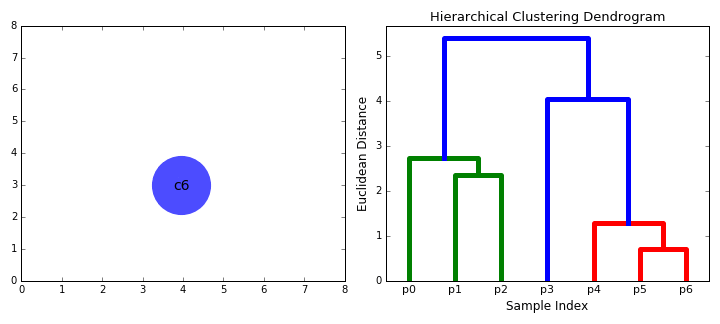 Hierarchical Clustering Dendrogram
8
7
6
5
4
3
2
1
0
c6
0 1 2 3 4 5 6 7 8
Euclidean Distance
5
4
3
2
1
0
p0 p1 p2 p3 p4 p5 p6
Sample Index